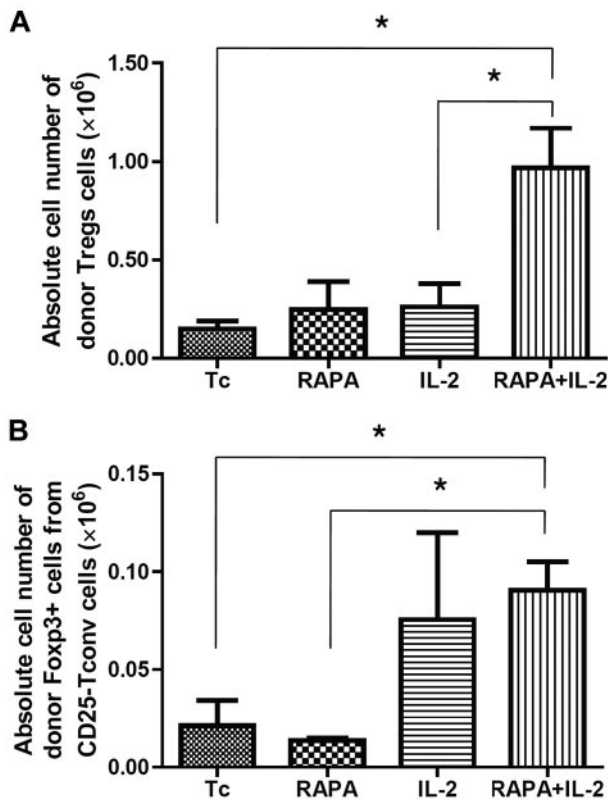 A
*
*
Absolute cell number of
donor Tregs cells (×10⁶)
1.50
1.00
0.50
0.00
Tc RAPA IL-2 RAPA+IL-2
B
*
*
Absolute cell number of
donor Foxp3+ cells from
CD25-Tconv cells (×10⁶)
0.15
0.10
0.05
0.00
Tc RAPA IL-2 RAPA+IL-2